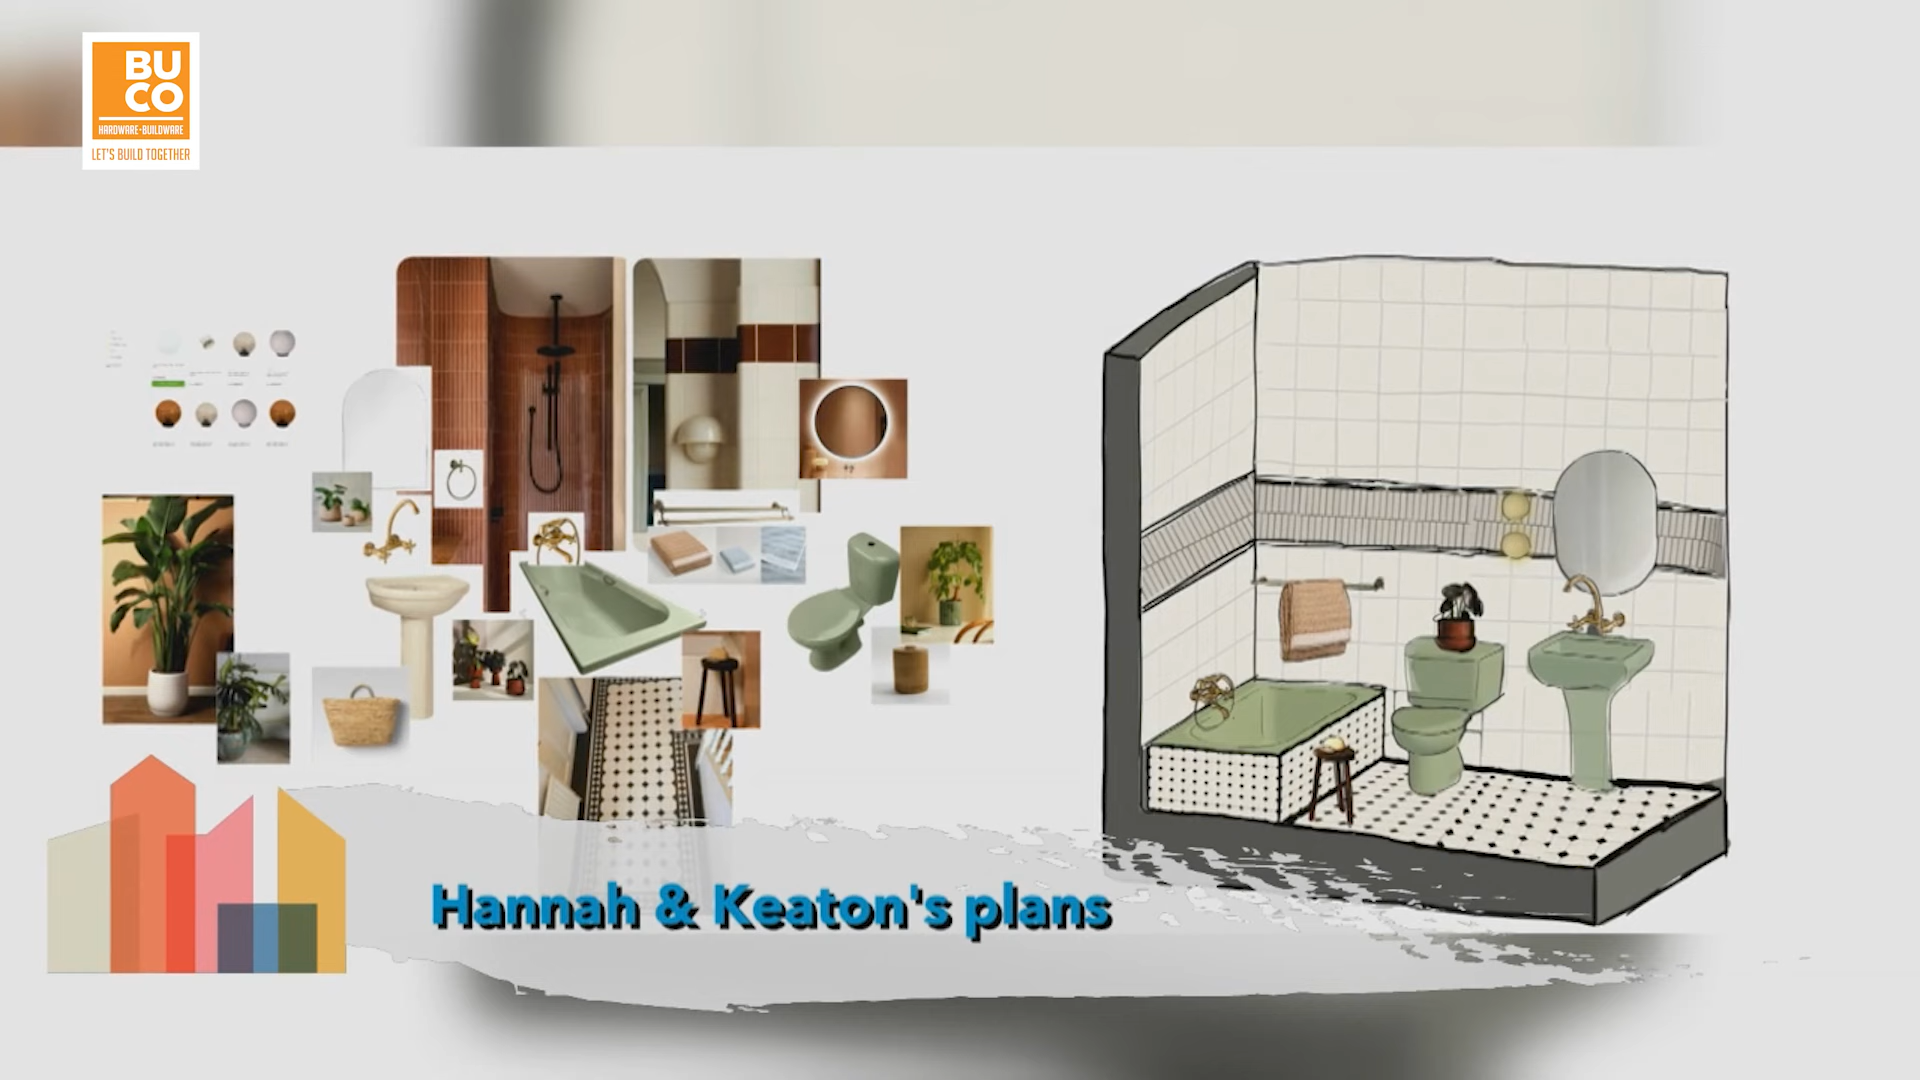 BU
CO
HARDWARE-BUILDWARE
LET'S BUILD TOGETHER
Hannah & Keaton's plans